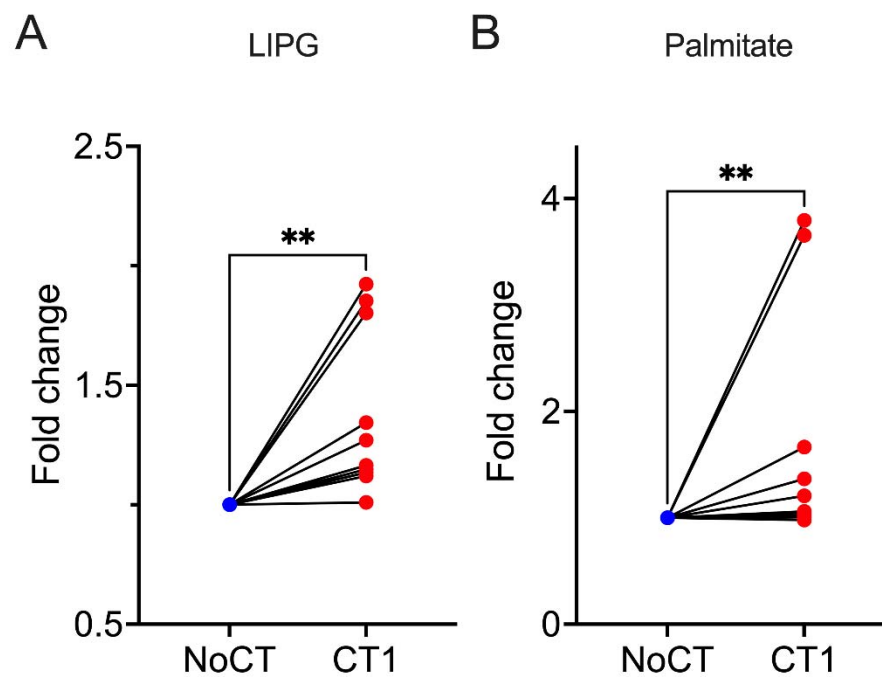 A
LIPG
2.5
1.5
0.5
Fold change
**
NoCT
CT1
B
Palmitate
4
2
0
Fold change
**
NoCT
CT1